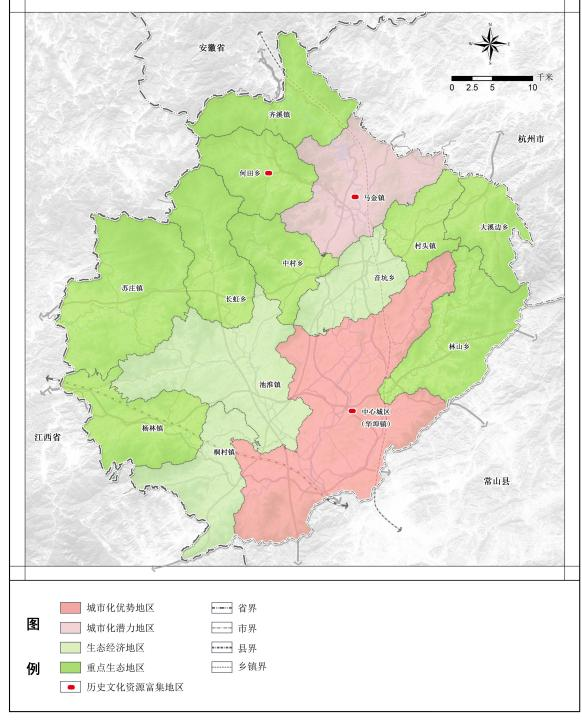 安徽省
N
W
E
S
千米
0 2.5 5 10
齐溪镇
杭州市
何田乡
马金镇
大溪边乡
村头镇
中村乡
音坑乡
苏庄镇
长虹乡
林山乡
池淮镇
中心城区
(华埠镇)
杨林镇
江西省
桐村镇
常山县
图例
城市化优势地区
城市化潜力地区
生态经济地区
重点生态地区
历史文化资源富集地区
省界
市界
县界
乡镇界